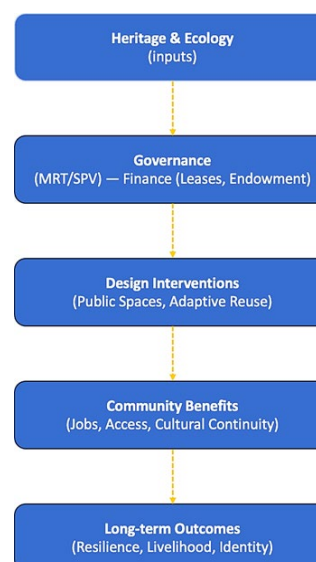 Heritage & Ecology
(inputs)
Governance
(MRT/SPV) — Finance (Leases, Endowment)
Design Interventions
(Public Spaces, Adaptive Reuse)
Community Benefits
(Jobs, Access, Cultural Continuity)
Long-term Outcomes
(Resilience, Livelihood, Identity)